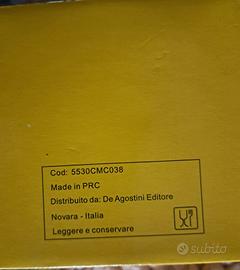 Cod: 5530CMC038
Made in PRC
Distribuito da: De Agostini Editore
Novara - Italia
Leggere e conservare
subito